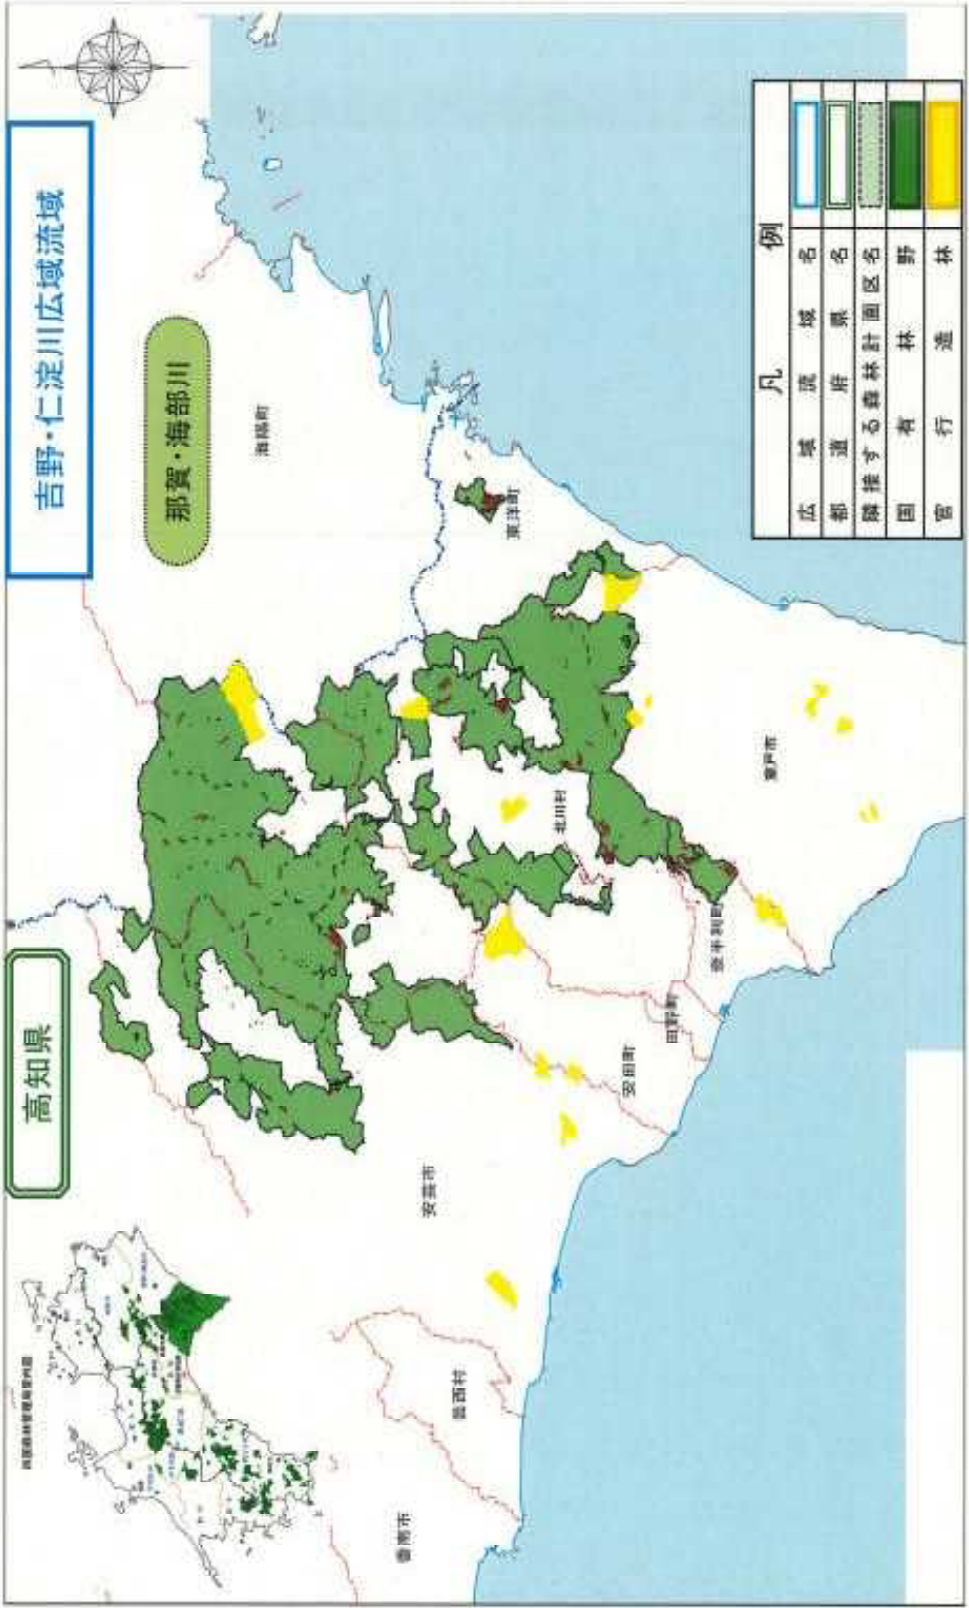 吉野・仁淀川広域流域
高知県
那賀・海部川
海陽町
東洋町
北川村
室戸市
奈半利町
田野町
安田町
安芸市
芸西村
香南市
凡例
広域流域名
都道府県名
隣接する森林計画区名
国有林野
官行造林